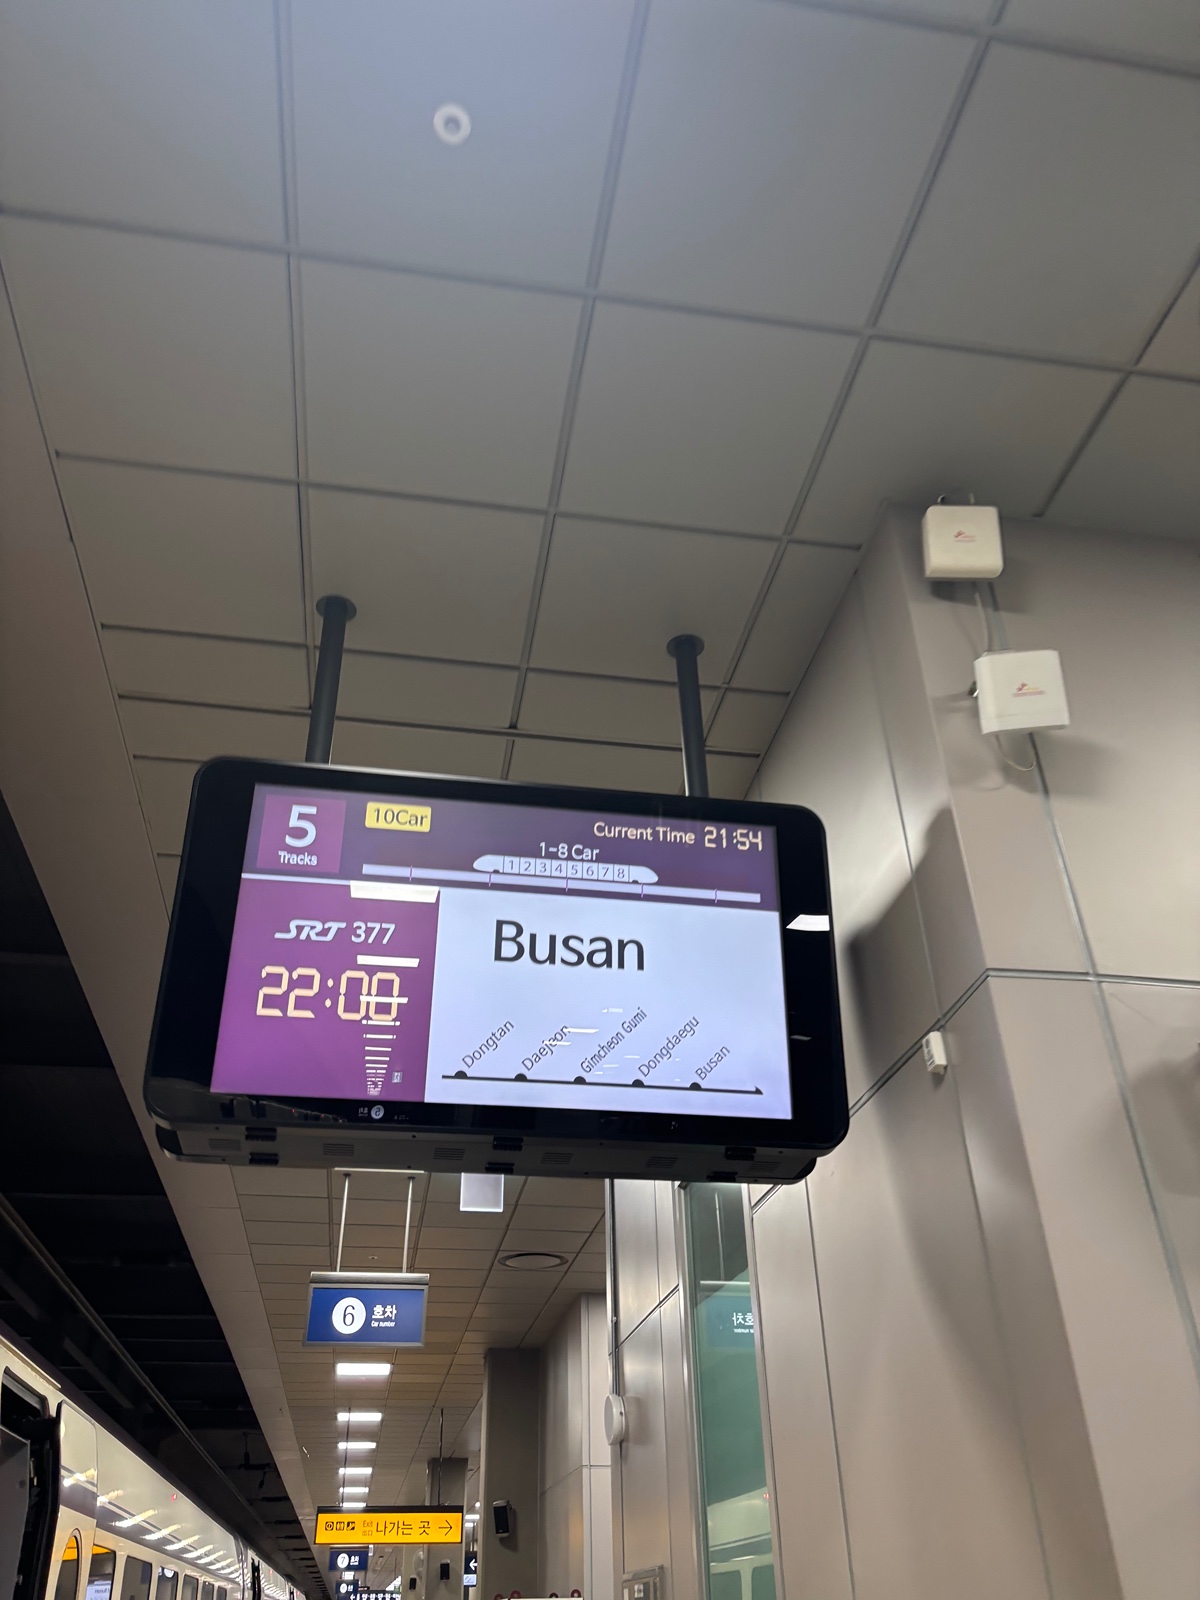 5
Tracks
10Car
Current Time 21:54
1-8 Car
1 2 3 4 5 6 7 8
SRT 377
22:00
Busan
Dongtan
Daejeon
Gimcheon Gumi
Dongdaegu
Busan
6 호차
Car number
Exit
나가는 곳 →
7